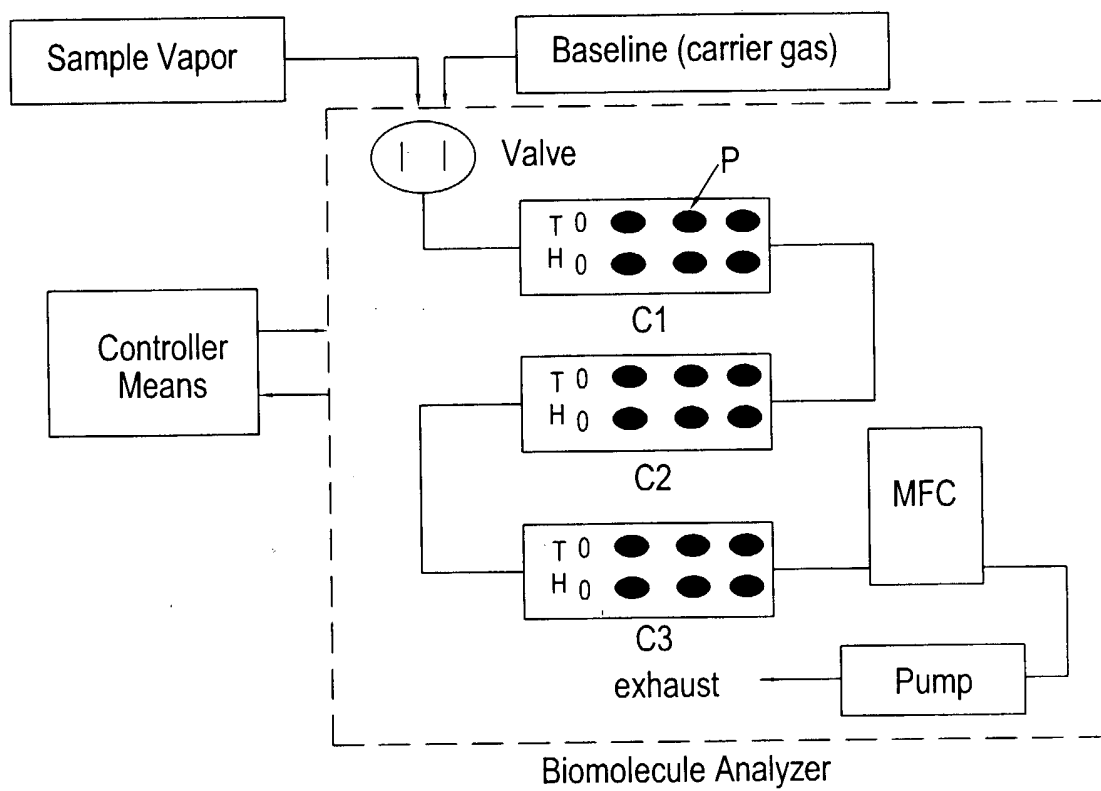 Sample Vapor
Baseline (carrier gas)
Valve
P
T 0
H 0
C1
Controller
Means
T 0
H 0
C2
MFC
T 0
H 0
C3
exhaust
Pump
Biomolecule Analyzer